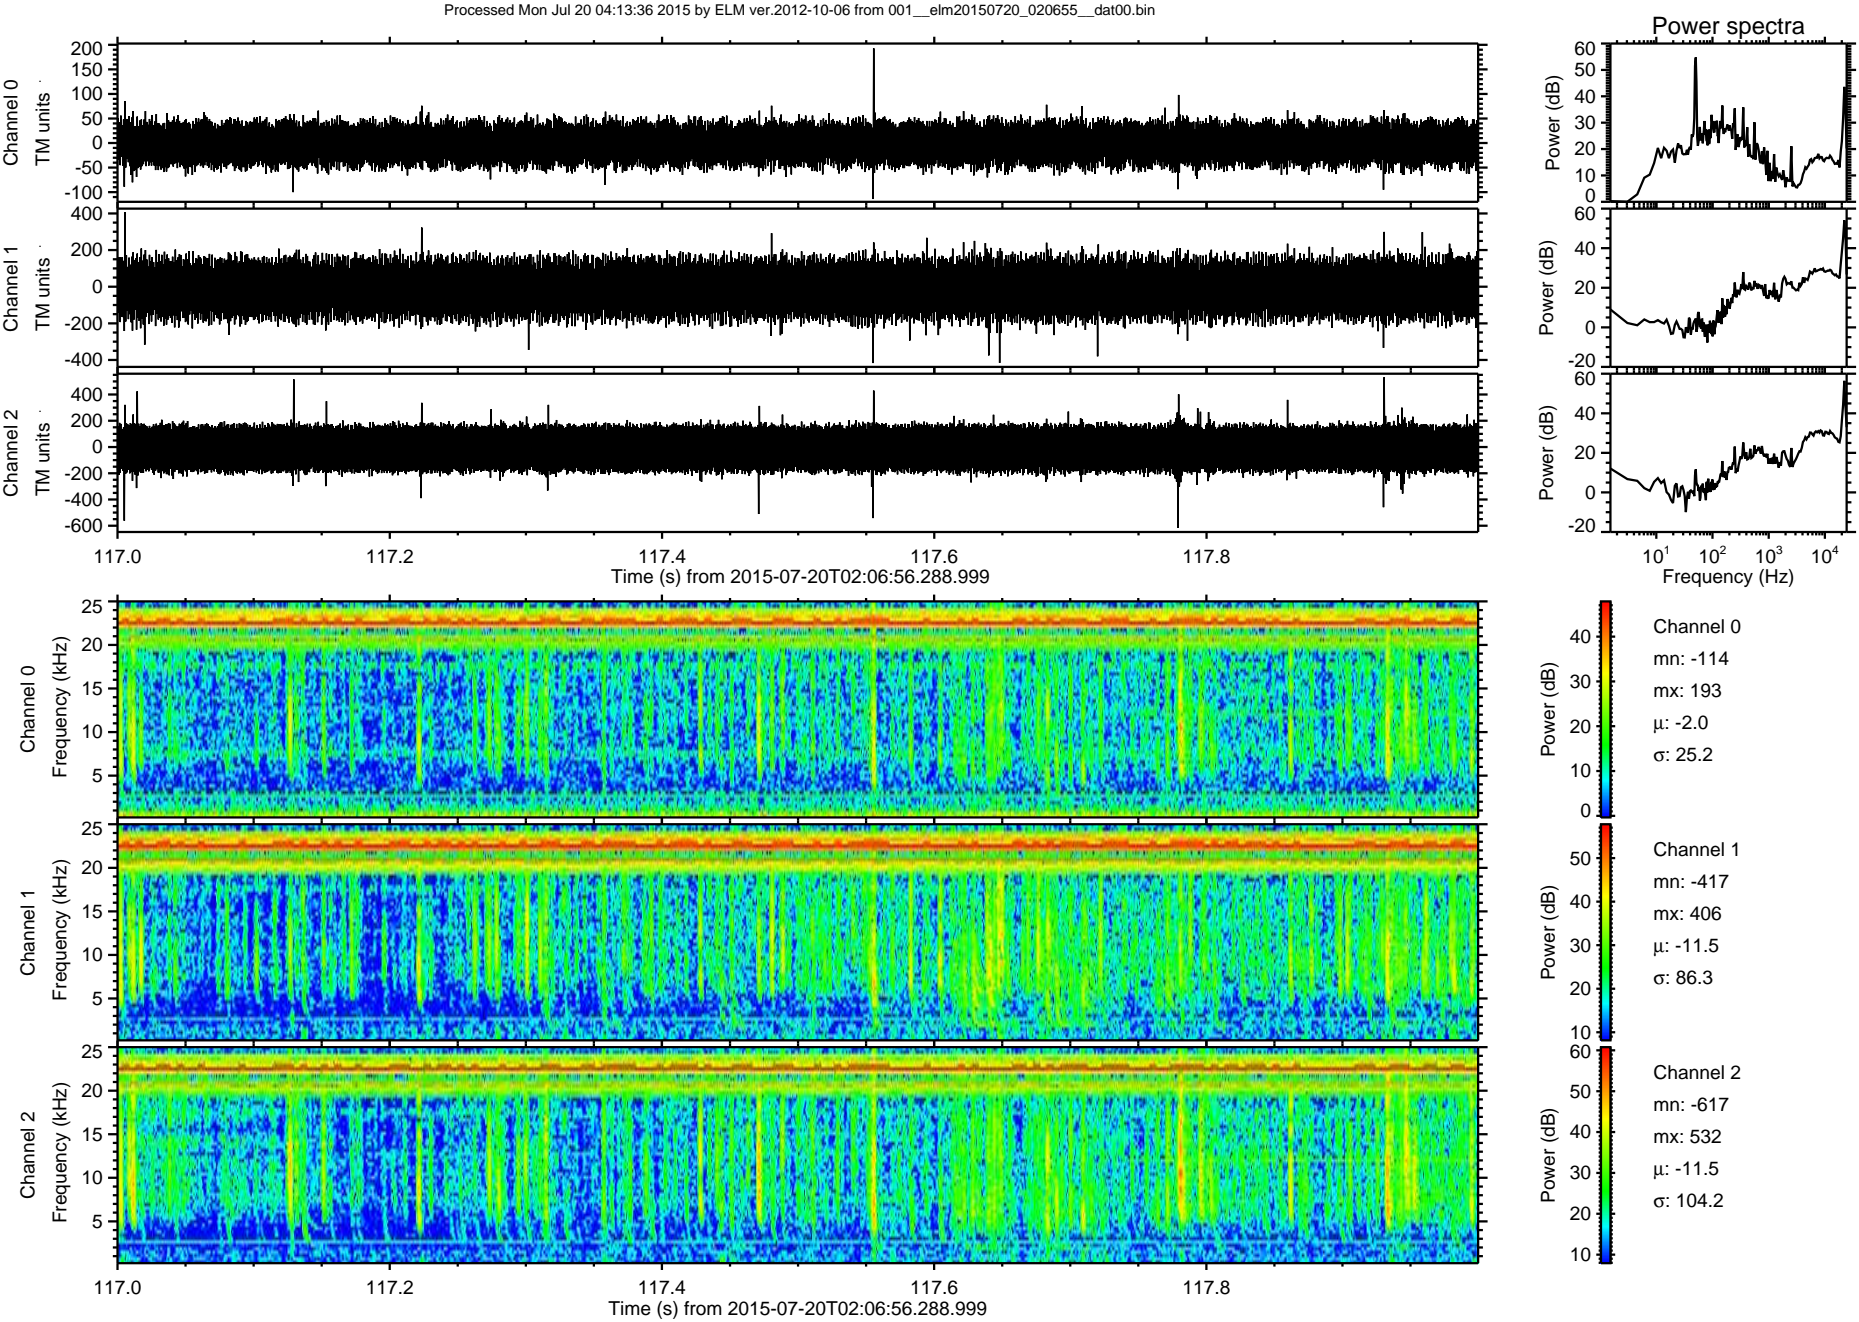 Processed Mon Jul 20 04:13:36 2015 by ELM ver.2012-10-06 from 001__elm20150720_020655__dat00.bin
Power spectra
Channel 0
TM units
200
150
100
50
0
-50
-100
Power (dB)
60
50
40
30
20
10
0
Channel 1
TM units
400
200
0
-200
-400
Power (dB)
60
40
20
0
-20
Channel 2
TM units
400
200
0
-200
-400
-600
Power (dB)
60
40
20
0
-20
117.0 117.2 117.4 117.6 117.8
Time (s) from 2015-07-20T02:06:56.288.999
10¹ 10² 10³ 10⁴
Frequency (Hz)
Channel 0
Frequency (kHz)
25
20
15
10
5
Power (dB)
40
30
20
10
0
Channel 0
mn: -114
mx: 193
μ: -2.0
σ: 25.2
Channel 1
Frequency (kHz)
25
20
15
10
5
Power (dB)
50
40
30
20
10
Channel 1
mn: -417
mx: 406
μ: -11.5
σ: 86.3
Channel 2
Frequency (kHz)
25
20
15
10
5
Power (dB)
60
50
40
30
20
10
Channel 2
mn: -617
mx: 532
μ: -11.5
σ: 104.2
117.0 117.2 117.4 117.6 117.8
Time (s) from 2015-07-20T02:06:56.288.999